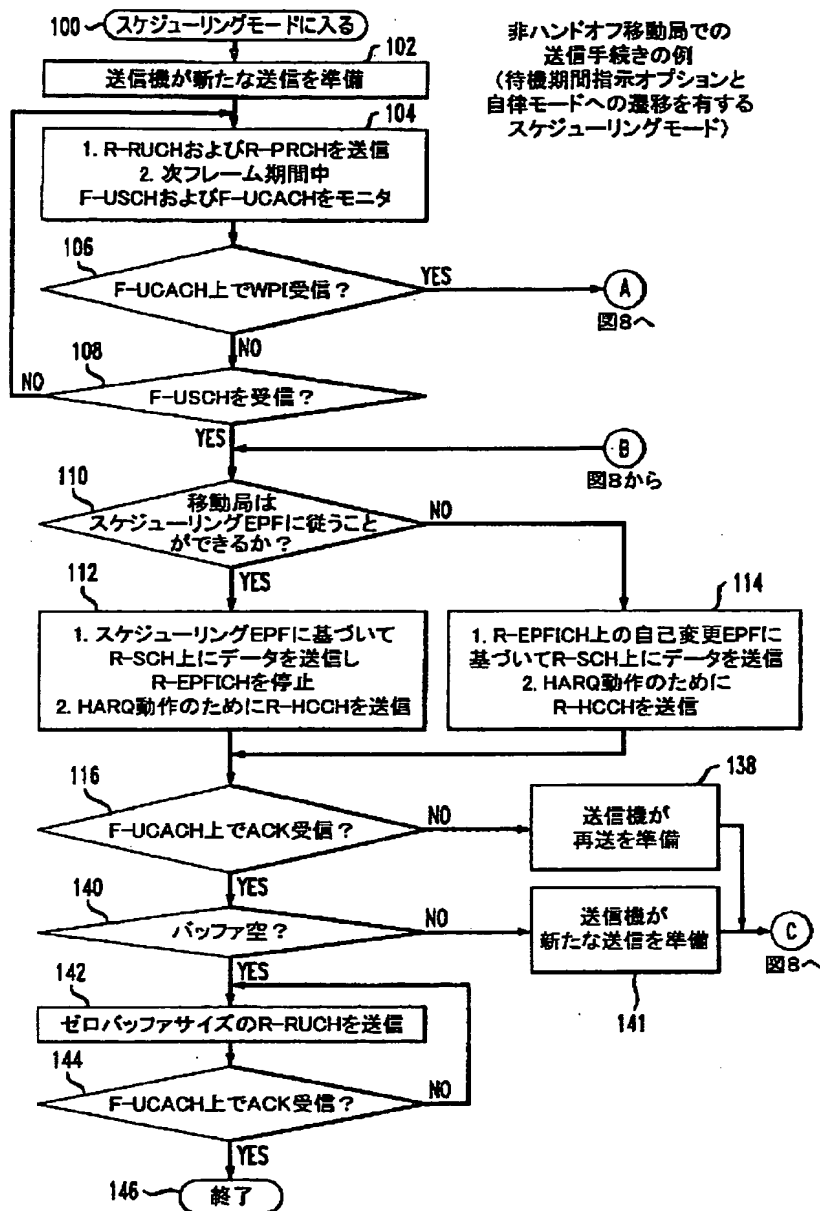 100
スケジューリングモードに入る
非ハンドオフ移動局での
送信手続きの例
(待機期間指示オプションと
自律モードへの遷移を有する
スケジューリングモード)
102
送信機が新たな送信を準備
104
1. R-RUCHおよびR-PRCHを送信
2. 次フレーム期間中
F-USCHおよびF-UCACHをモニタ
106
F-UCACH上でWPI受信？
YES
A
図8へ
NO
108
NO
F-USCHを受信？
YES
B
図8から
110
移動局は
スケジューリングEPFに従うこと
ができるか？
NO
YES
112
1. スケジューリングEPFに基づいて
R-SCH上にデータを送信し
R-EPFICHを停止
2. HARQ動作のためにR-HCCHを送信
114
1. R-EPFICH上の自己変更EPFに
基づいてR-SCH上にデータを送信
2. HARQ動作のために
R-HCCHを送信
116
F-UCACH上でACK受信？
NO
138
送信機が
再送を準備
YES
140
バッファ空？
NO
送信機が
新たな送信を準備
141
C
図8へ
YES
142
ゼロバッファサイズのR-RUCHを送信
144
F-UCACH上でACK受信？
NO
YES
146
終了